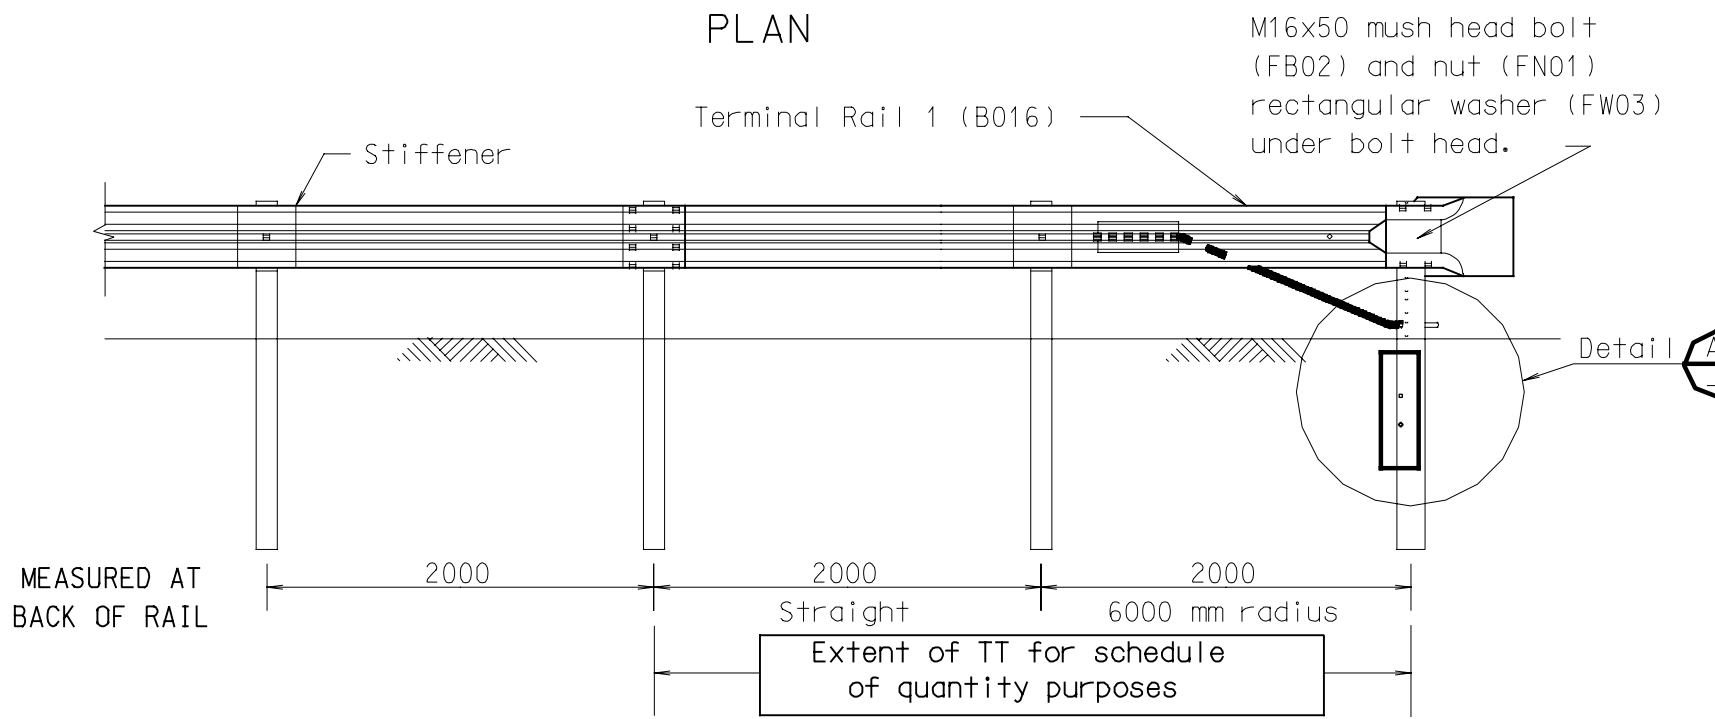 PLAN
M16x50 mush head bolt
(FB02) and nut (FN01)
rectangular washer (FW03)
under bolt head.
Terminal Rail 1 (B016)
Stiffener
Detail A
MEASURED AT
BACK OF RAIL
2000
2000
2000
Straight
6000 mm radius
Extent of TT for schedule
of quantity purposes